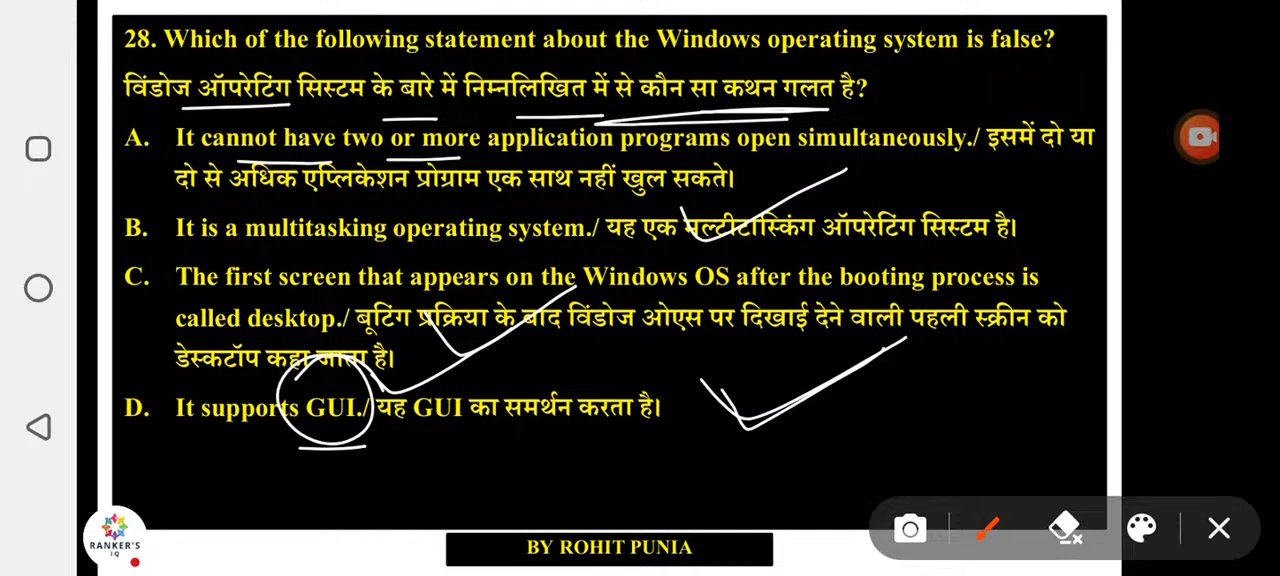 28. Which of the following statement about the Windows operating system is false?
विंडोज ऑपरेटिंग सिस्टम के बारे में निम्नलिखित में से कौन सा कथन गलत है?
A. It cannot have two or more application programs open simultaneously./ इसमें दो या
दो से अधिक एप्लिकेशन प्रोग्राम एक साथ नहीं खुल सकते।
B. It is a multitasking operating system./ यह एक मल्टीटास्किंग ऑपरेटिंग सिस्टम है।
C. The first screen that appears on the Windows OS after the booting process is
called desktop./ बूटिंग प्रक्रिया के बाद विंडोज ओएस पर दिखाई देने वाली पहली स्क्रीन को
डेस्कटॉप कहा जाता है।
D. It supports GUI./ यह GUI का समर्थन करता है।
RANKER'S
IQ
BY ROHIT PUNIA